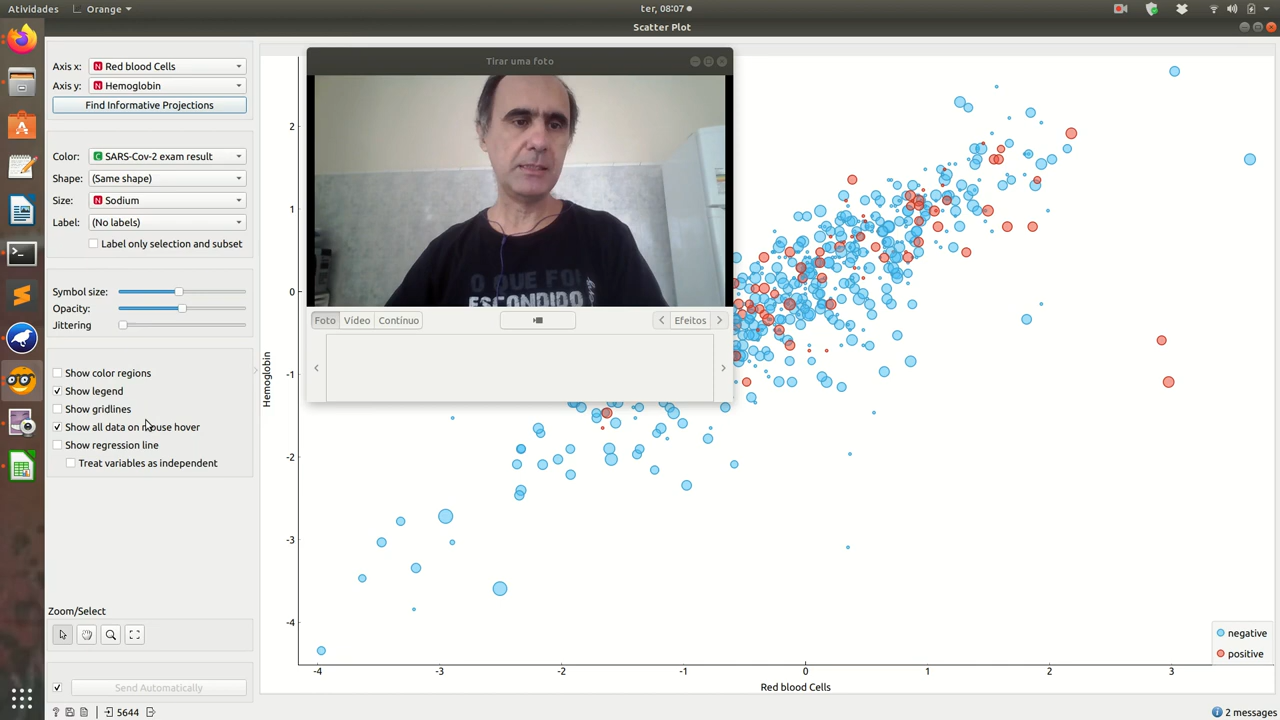 Atividades
Orange
ter, 08:07
Scatter Plot
Axis x:
N Red blood Cells
Axis y:
N Hemoglobin
Find Informative Projections
Color:
C SARS-Cov-2 exam result
Shape:
(Same shape)
Size:
N Sodium
Label:
(No labels)
Label only selection and subset
Symbol size:
Opacity:
Jittering
Show color regions
Show legend
Show gridlines
Show all data on mouse hover
Show regression line
Treat variables as independent
Zoom/Select
Send Automatically
5644
Tirar uma foto
O QUE FOI
ESCONDIDO
Foto
Vídeo
Contínuo
Efeitos
Hemoglobin
2
1
0
-1
-2
-3
-4
-4 -3 -2 -1 0 1 2 3
Red blood Cells
negative
positive
2 messages